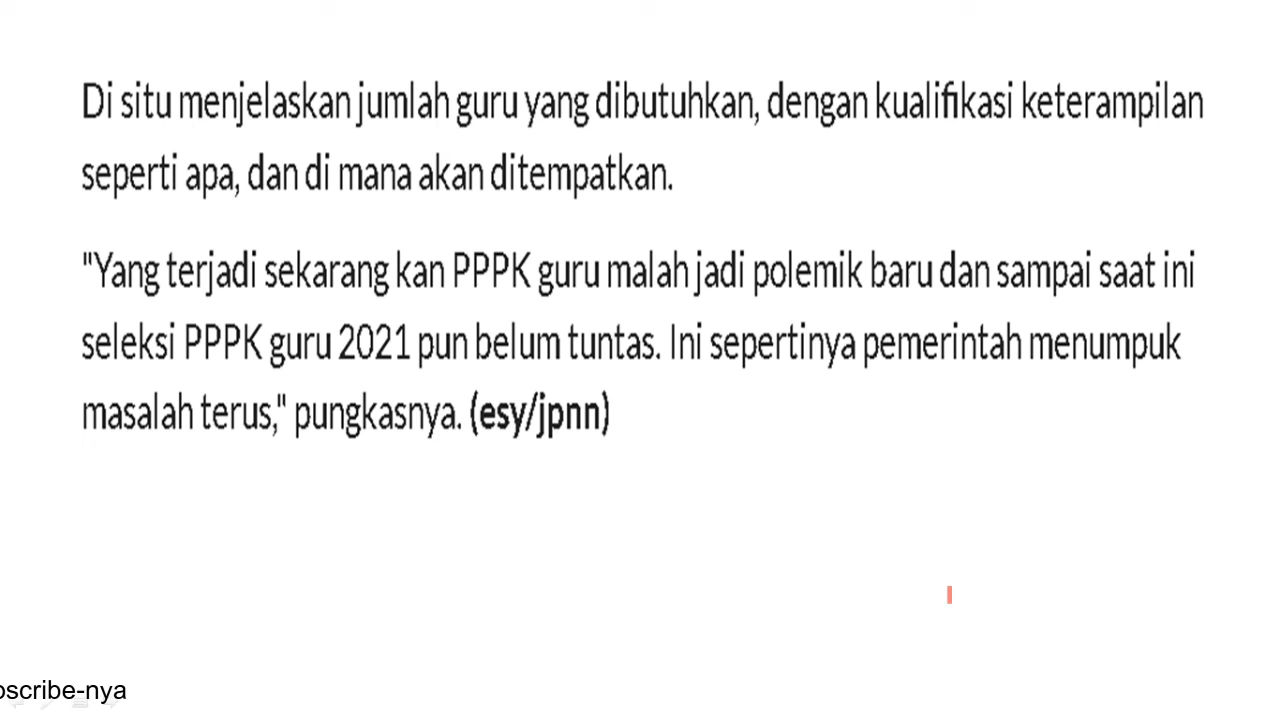 Di situ menjelaskan jumlah guru yang dibutuhkan, dengan kualifikasi keterampilan
seperti apa, dan di mana akan ditempatkan.
"Yang terjadi sekarang kan PPPK guru malah jadi polemik baru dan sampai saat ini
seleksi PPPK guru 2021 pun belum tuntas. Ini sepertinya pemerintah menumpuk
masalah terus," pungkasnya. (esy/jpnn)